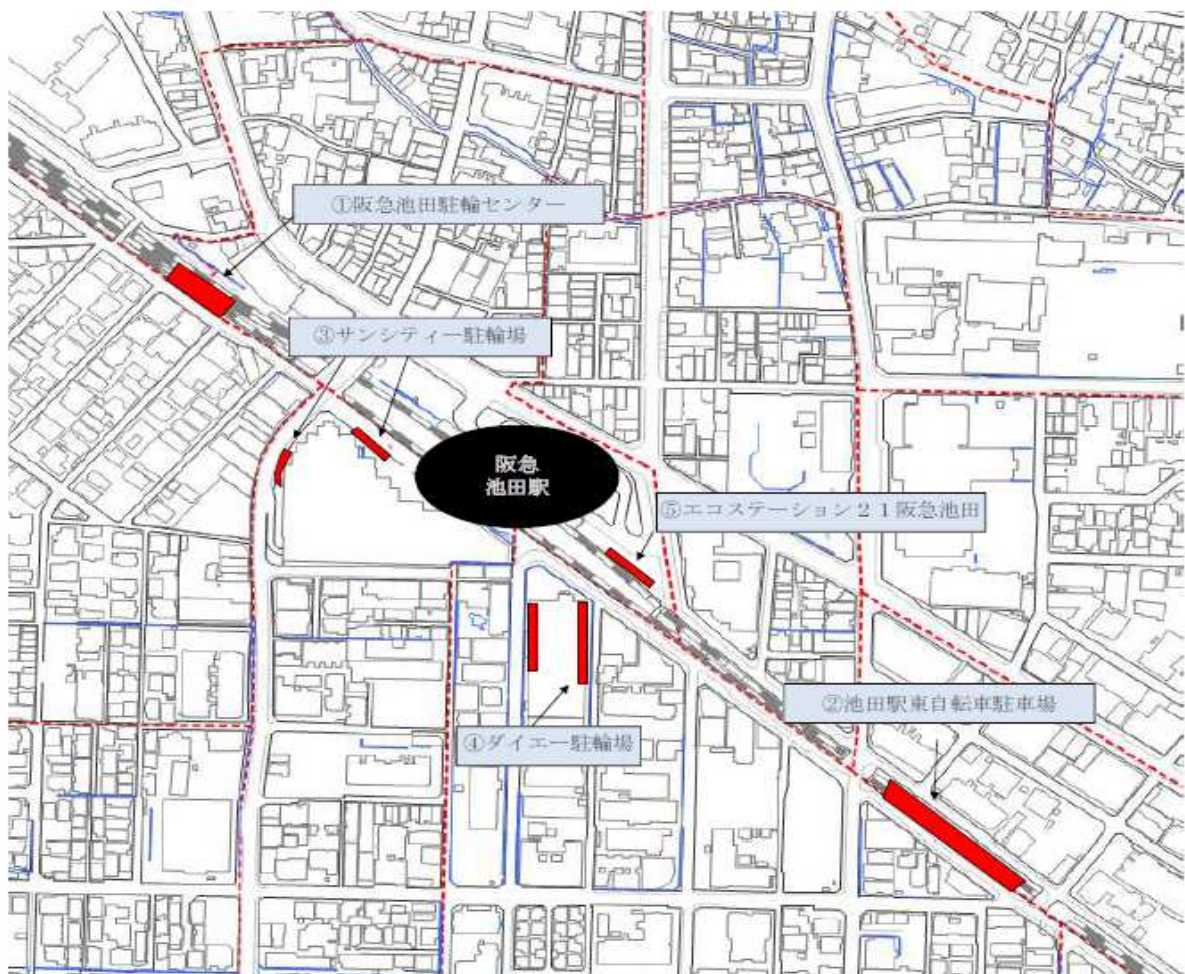 ①阪急池田駐輪センター
③サンシティー駐輪場
阪急
池田駅
⑤エコステーション２１阪急池田
②池田駅東自転車駐車場
④ダイエー駐輪場